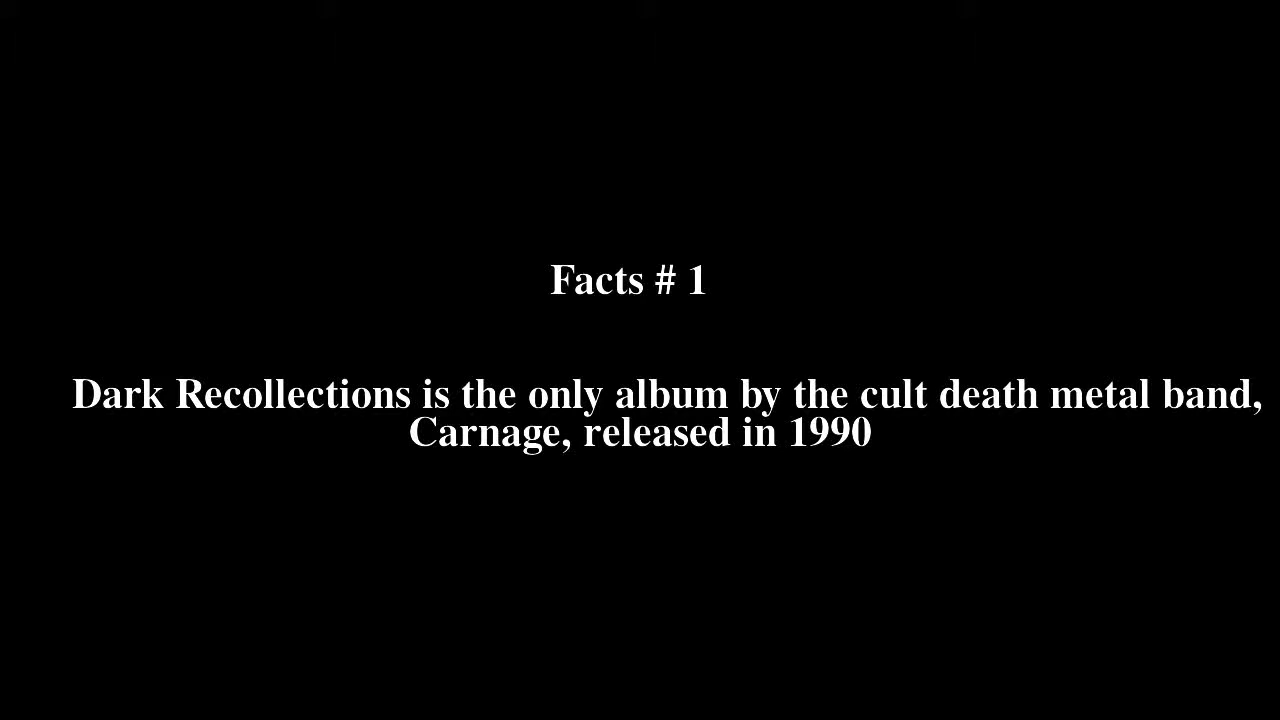 Facts # 1
Dark Recollections is the only album by the cult death metal band,
Carnage, released in 1990